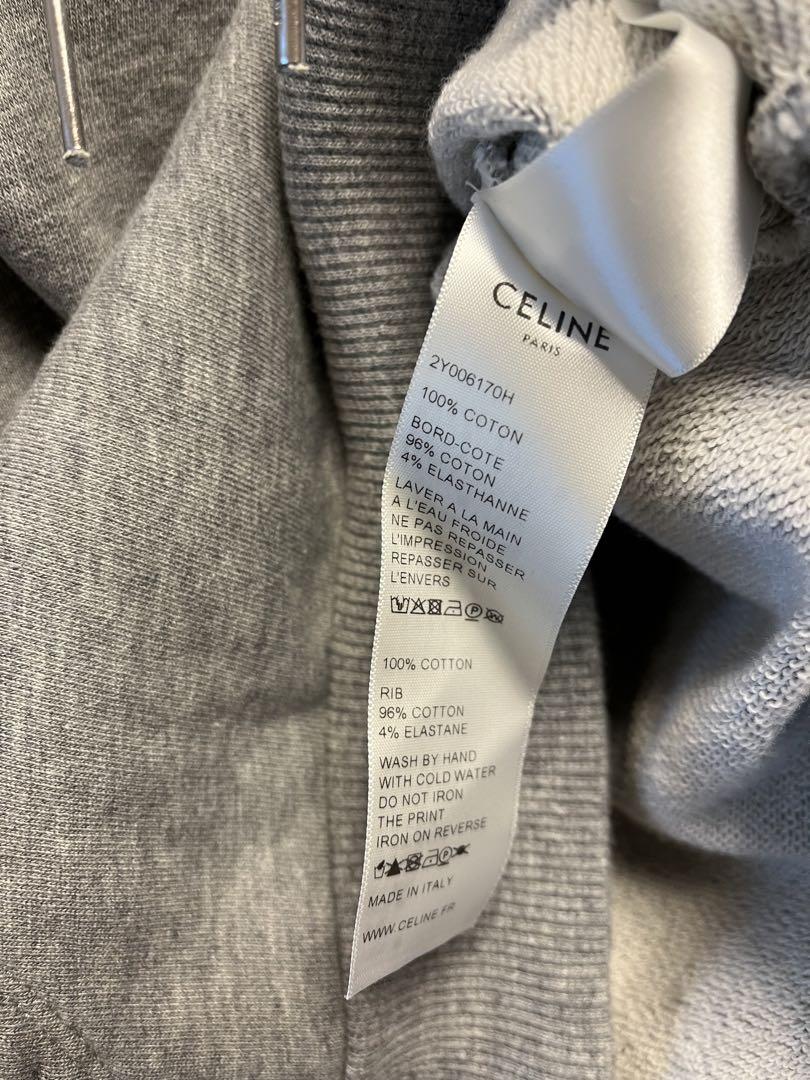 CELINE
PARIS
2Y006170H
100% COTON
BORD-COTE
96% COTON
4% ELASTHANNE
LAVER A LA MAIN
A L'EAU FROIDE
NE PAS REPASSER
L'IMPRESSION
REPASSER SUR
L'ENVERS
100% COTTON
RIB
96% COTTON
4% ELASTANE
WASH BY HAND
WITH COLD WATER
DO NOT IRON
THE PRINT
IRON ON REVERSE
MADE IN ITALY
WWW.CELINE.FR